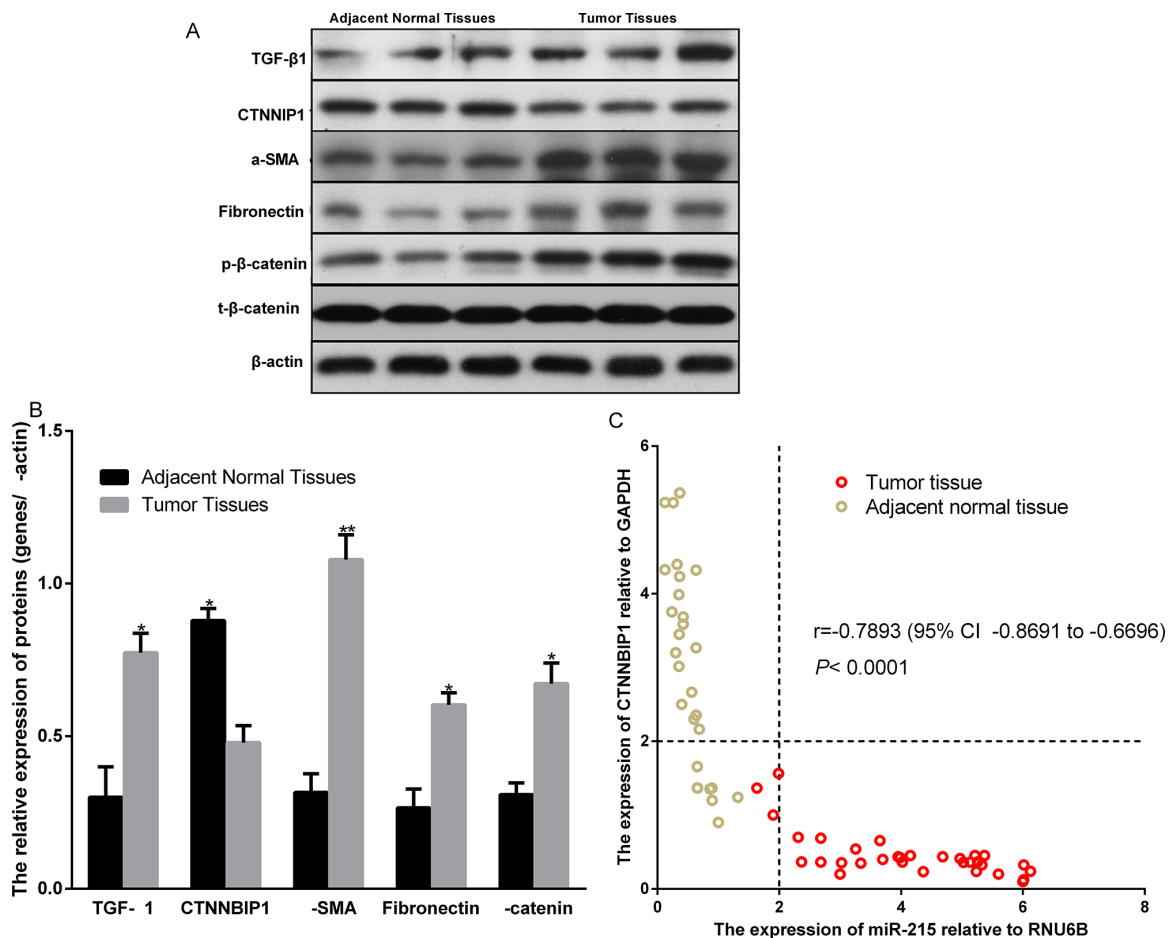 A
Adjacent Normal Tissues
Tumor Tissues
TGF-β1
CTNNIP1
a-SMA
Fibronectin
p-β-catenin
t-β-catenin
β-actin
B
The relative expression of proteins (genes/ -actin)
1.5
1.0
0.5
0.0
Adjacent Normal Tissues
Tumor Tissues
*
*
**
*
*
TGF- 1
CTNNBIP1
-SMA
Fibronectin
-catenin
C
The expression of CTNNBIP1 relative to GAPDH
6
4
2
0
Tumor tissue
Adjacent normal tissue
r=-0.7893 (95% CI -0.8691 to -0.6696)
P< 0.0001
0
2
4
6
8
The expression of miR-215 relative to RNU6B